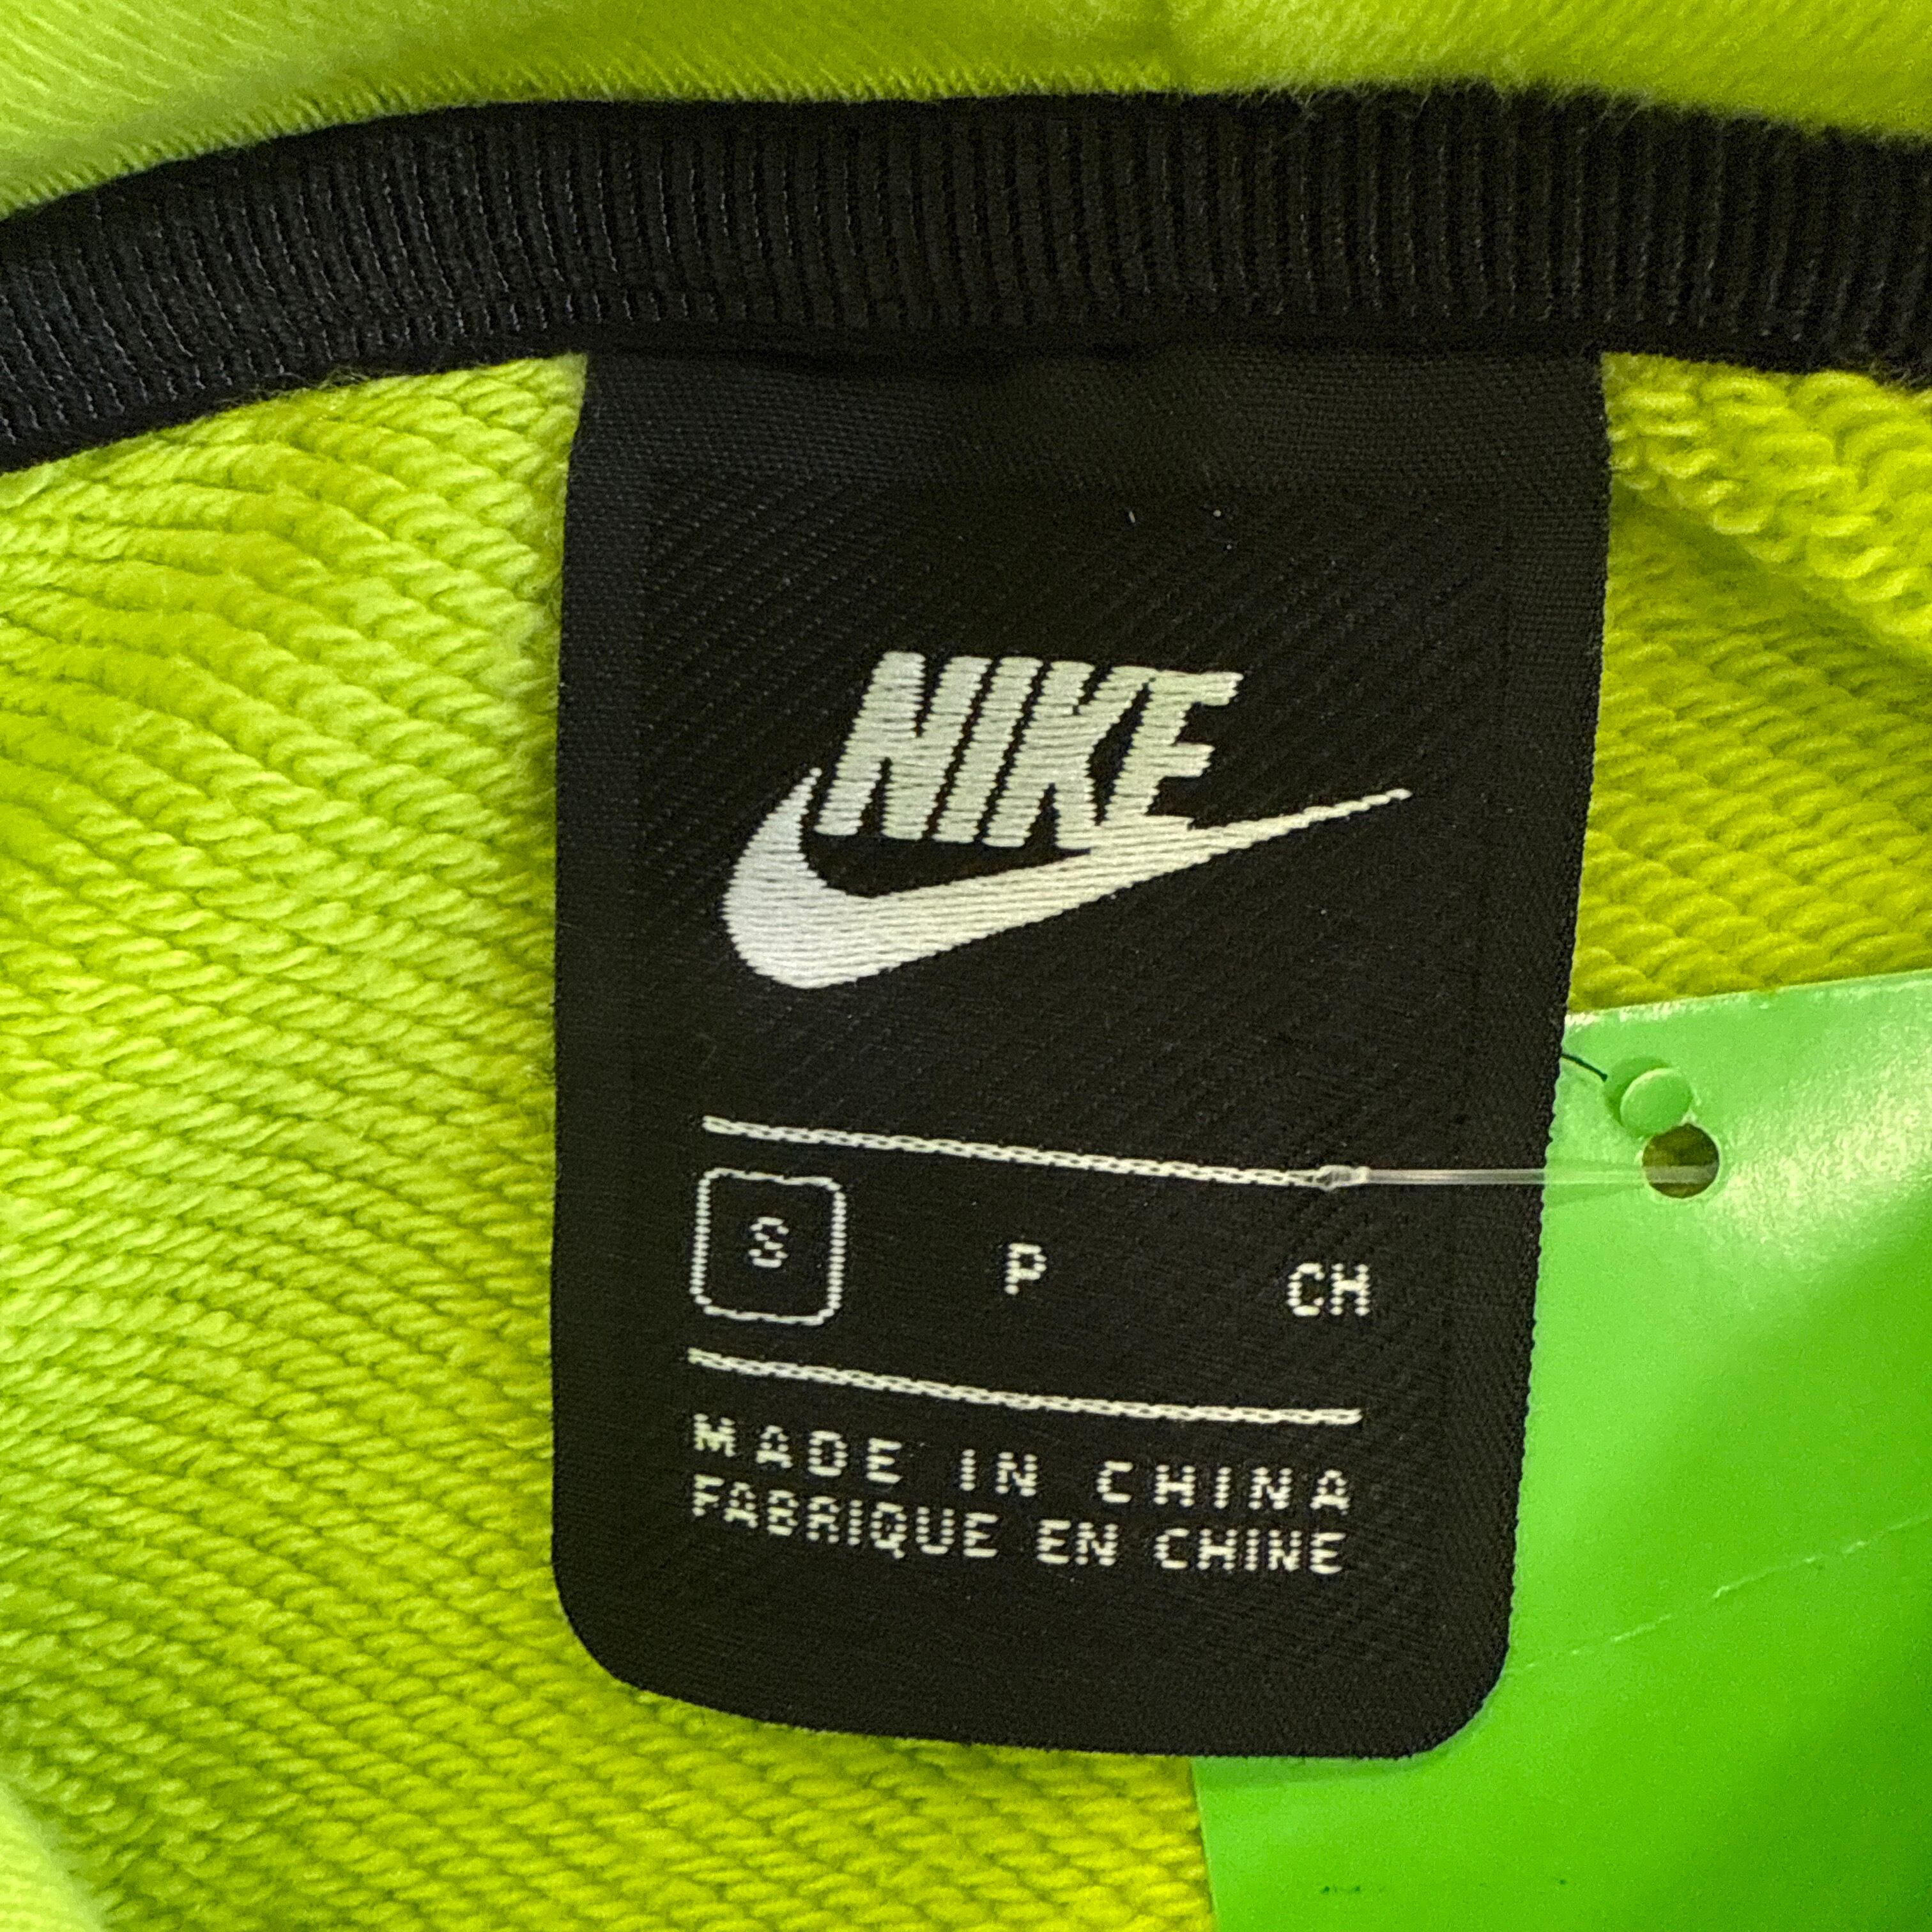 NIKE
S P CH
MADE IN CHINA
FABRIQUE EN CHINE